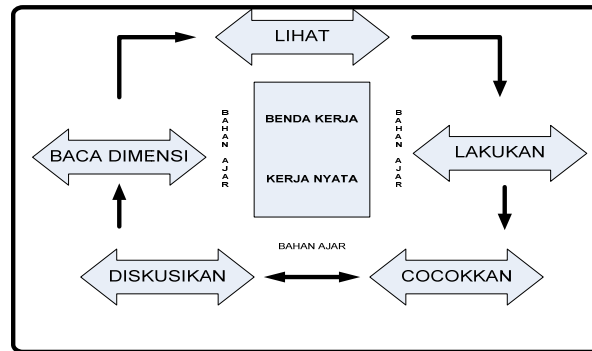 LIHAT
BAHAN AJAR
BENDA KERJA
KERJA NYATA
BAHAN AJAR
BACA DIMENSI
LAKUKAN
BAHAN AJAR
DISKUSIKAN
COCOKKAN